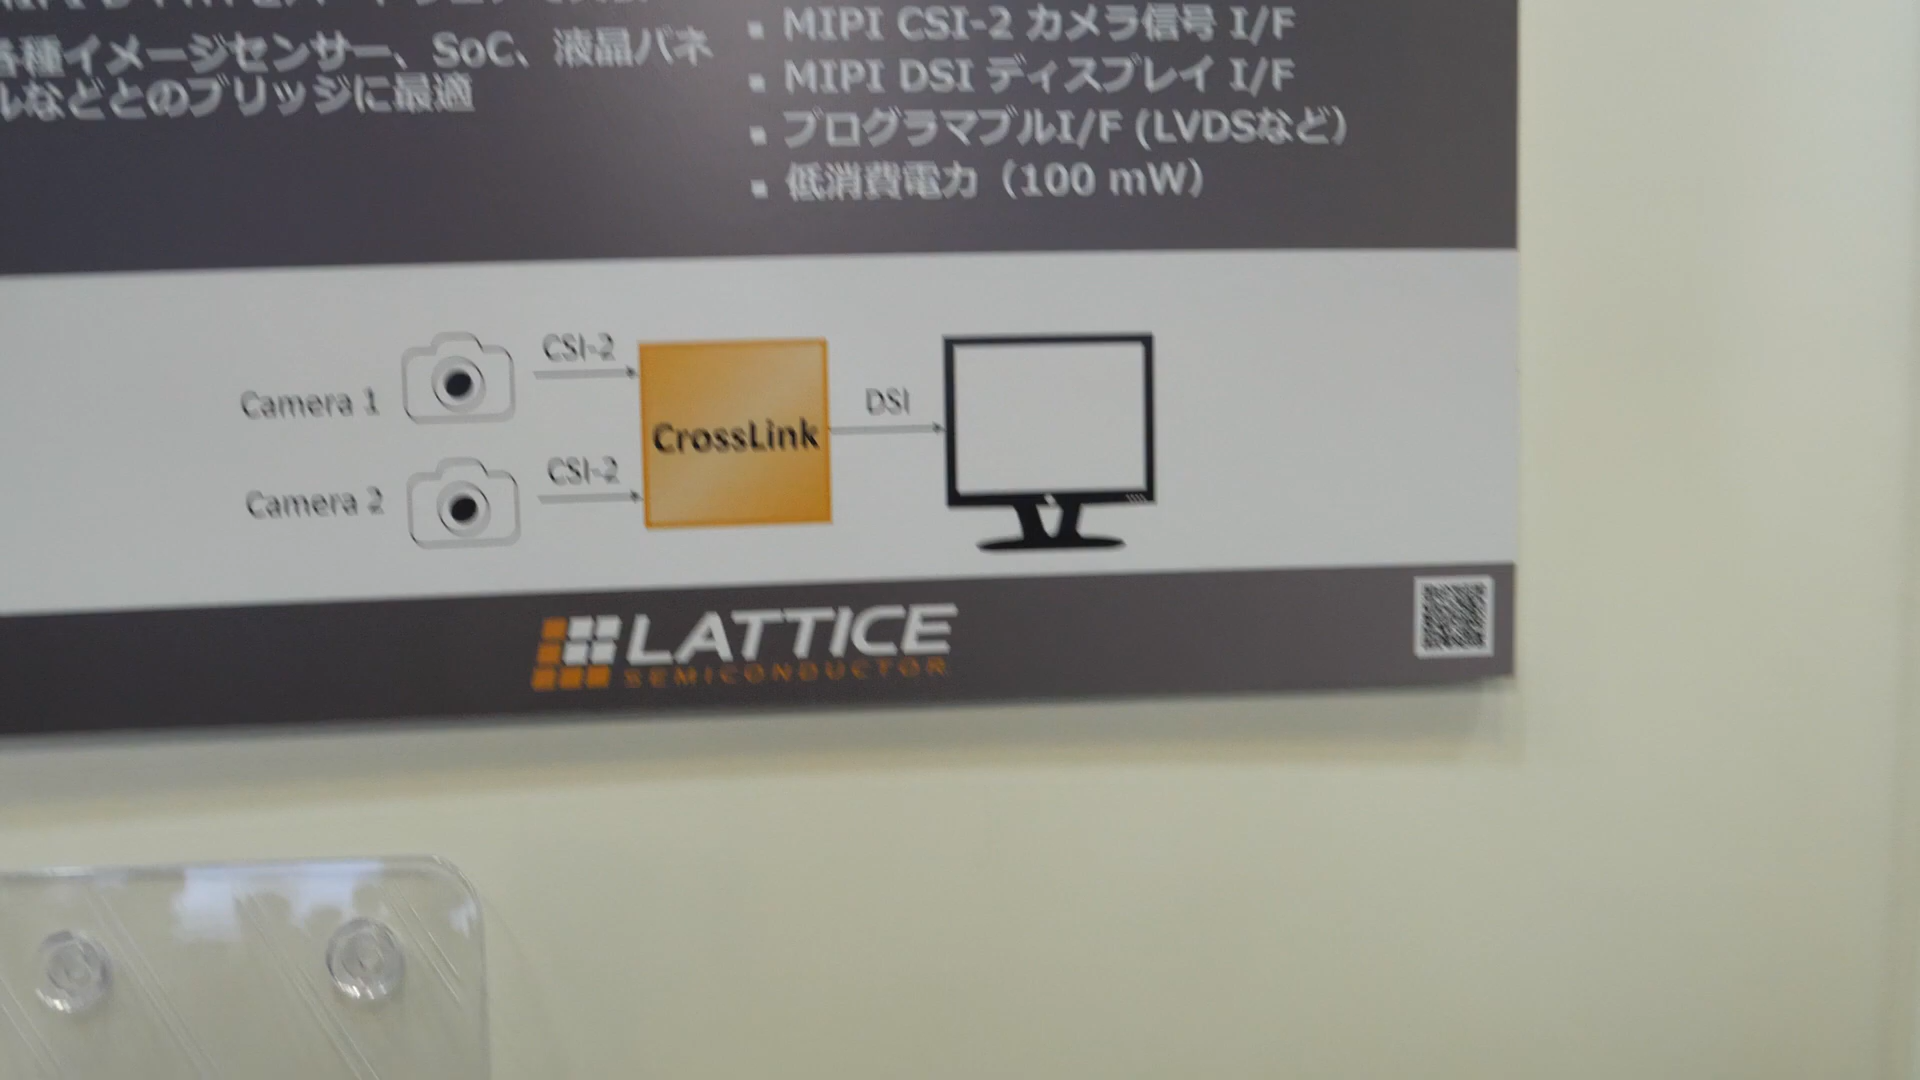 各種イメージセンサー、SoC、液晶パネ
ルなどとのブリッジに最適
▪ MIPI CSI-2 カメラ信号 I/F
▪ MIPI DSI ディスプレイ I/F
▪ プログラマブルI/F (LVDSなど)
▪ 低消費電力（100 mW）
Camera 1
CSI-2
CrossLink
DSI
Camera 2
CSI-2
LATTICE
SEMICONDUCTOR